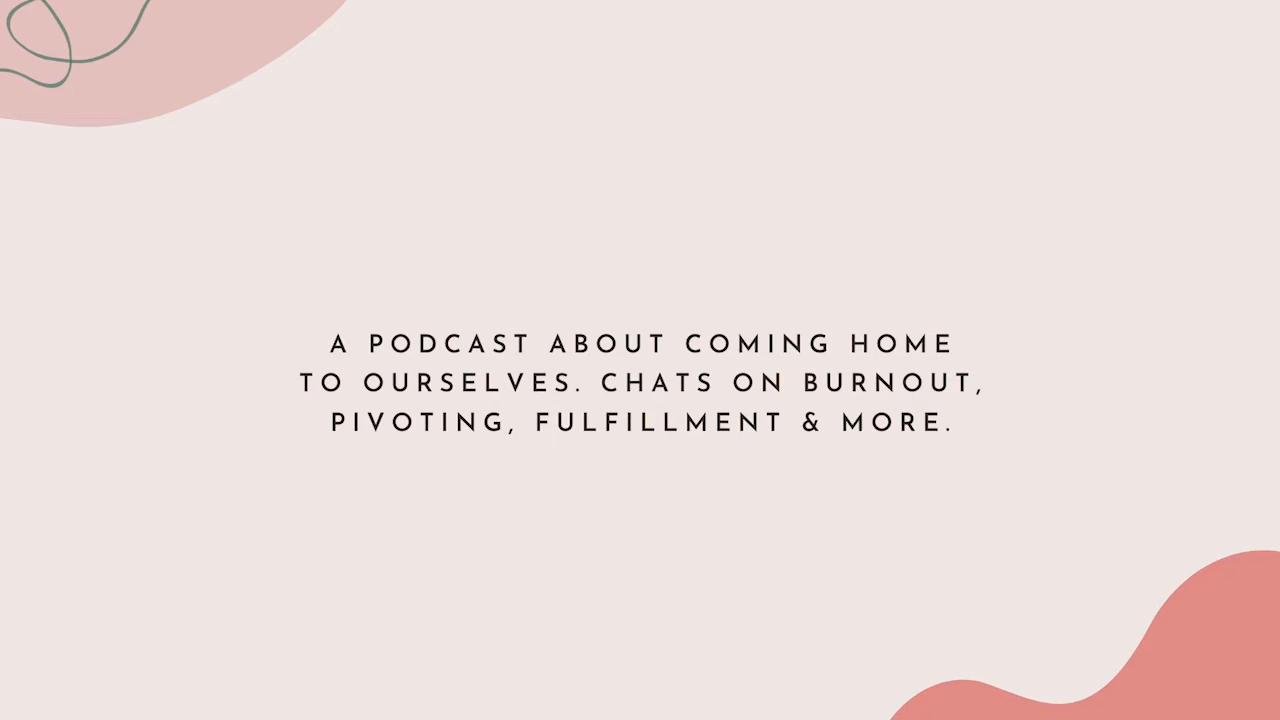 A PODCAST ABOUT COMING HOME
TO OURSELVES. CHATS ON BURNOUT,
PIVOTING, FULFILLMENT & MORE.